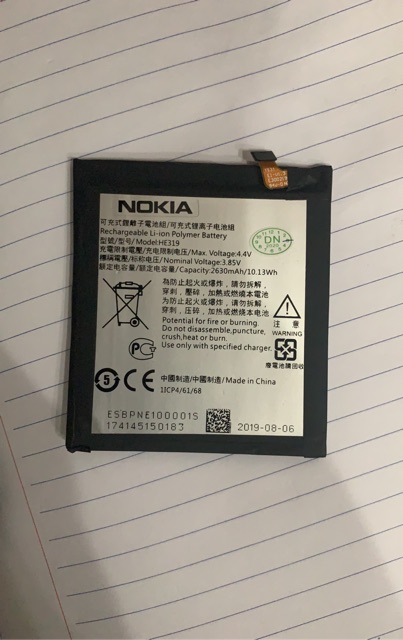 NOKIA
可充式鋰離子電池組/可充式锂离子电池组
Rechargeable Li-ion Polymer Battery
型號/型号/Model:HE319
充電限制電壓/充电限制电压/Max. Voltage:4.4V
標稱電壓/标称电压/Nominal Voltage:3.85V
額定電容量/额定电容量/Capacity:2630mAh/10.13Wh
為防止起火或爆炸，請勿拆解，
穿刺，壓碎，加熱或燃燒本電池
为防止起火或爆炸，请勿拆解，
穿刺，压碎，加热或燃烧本电池
Potential for fire or burning.
Do not disassemble,puncture,
crush,heat or burn.
注 意
WARNING
廢電池請回收
DN
2020
5
CE
中國製造/中国制造/Made in China
1ICP4/61/68
ESBPNE100001S
174145150183
2019-08-06